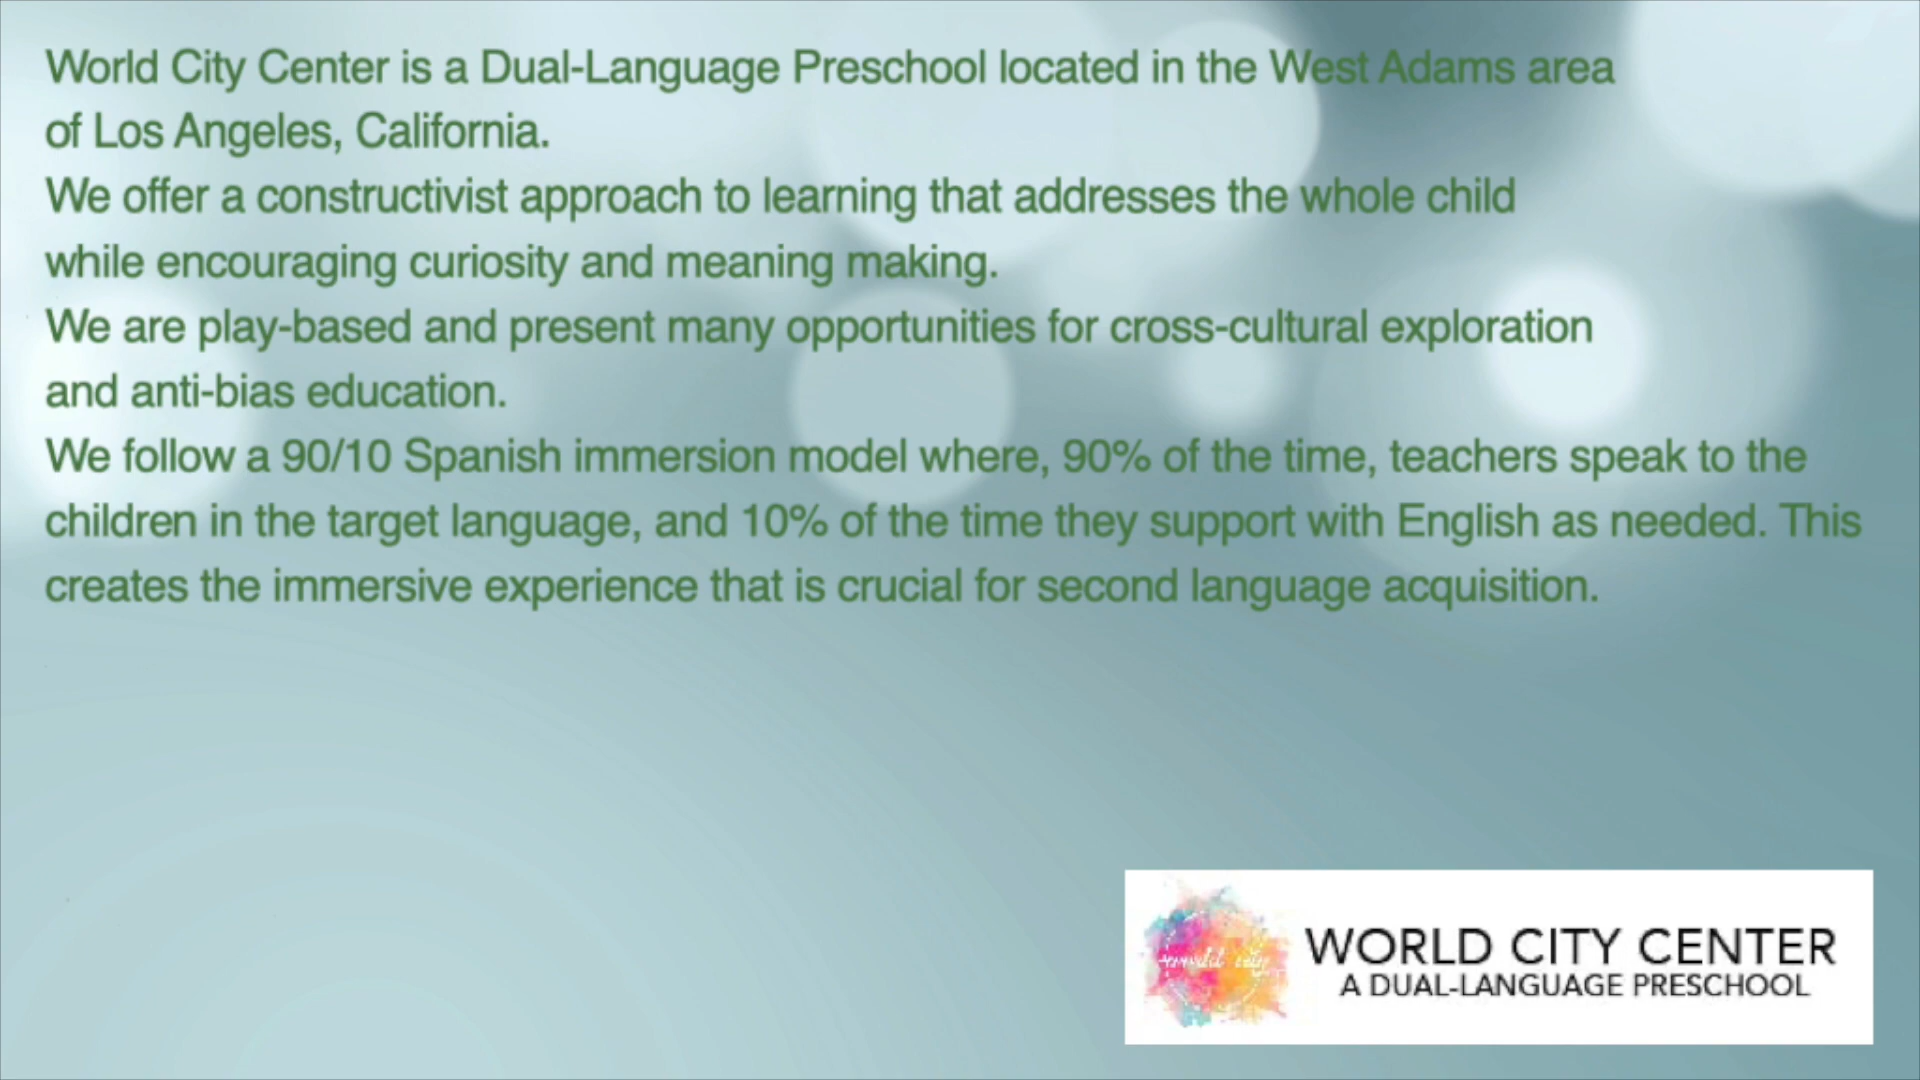 World City Center is a Dual-Language Preschool located in the West Adams area
of Los Angeles, California.
We offer a constructivist approach to learning that addresses the whole child
while encouraging curiosity and meaning making.
We are play-based and present many opportunities for cross-cultural exploration
and anti-bias education.
We follow a 90/10 Spanish immersion model where, 90% of the time, teachers speak to the
children in the target language, and 10% of the time they support with English as needed. This
creates the immersive experience that is crucial for second language acquisition.
world city
WORLD CITY CENTER
A DUAL-LANGUAGE PRESCHOOL